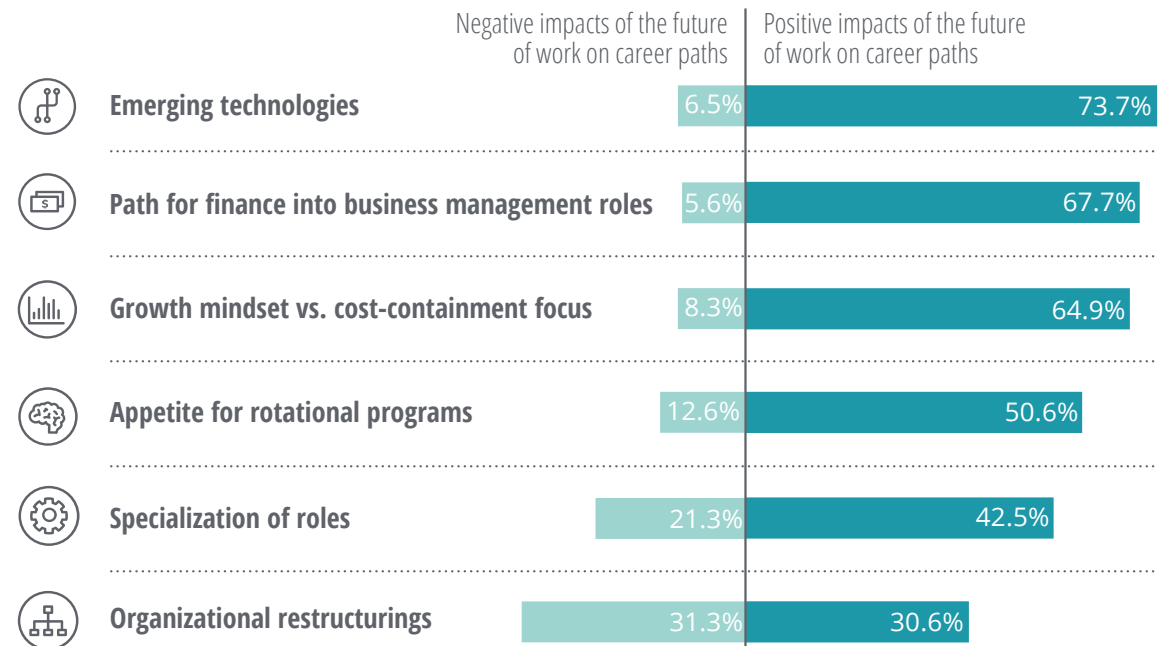 Negative impacts of the future
of work on career paths
Positive impacts of the future
of work on career paths
Emerging technologies 6.5% 73.7%
$ Path for finance into business management roles 5.6% 67.7%
Growth mindset vs. cost-containment focus 8.3% 64.9%
Appetite for rotational programs 12.6% 50.6%
Specialization of roles 21.3% 42.5%
Organizational restructurings 31.3% 30.6%